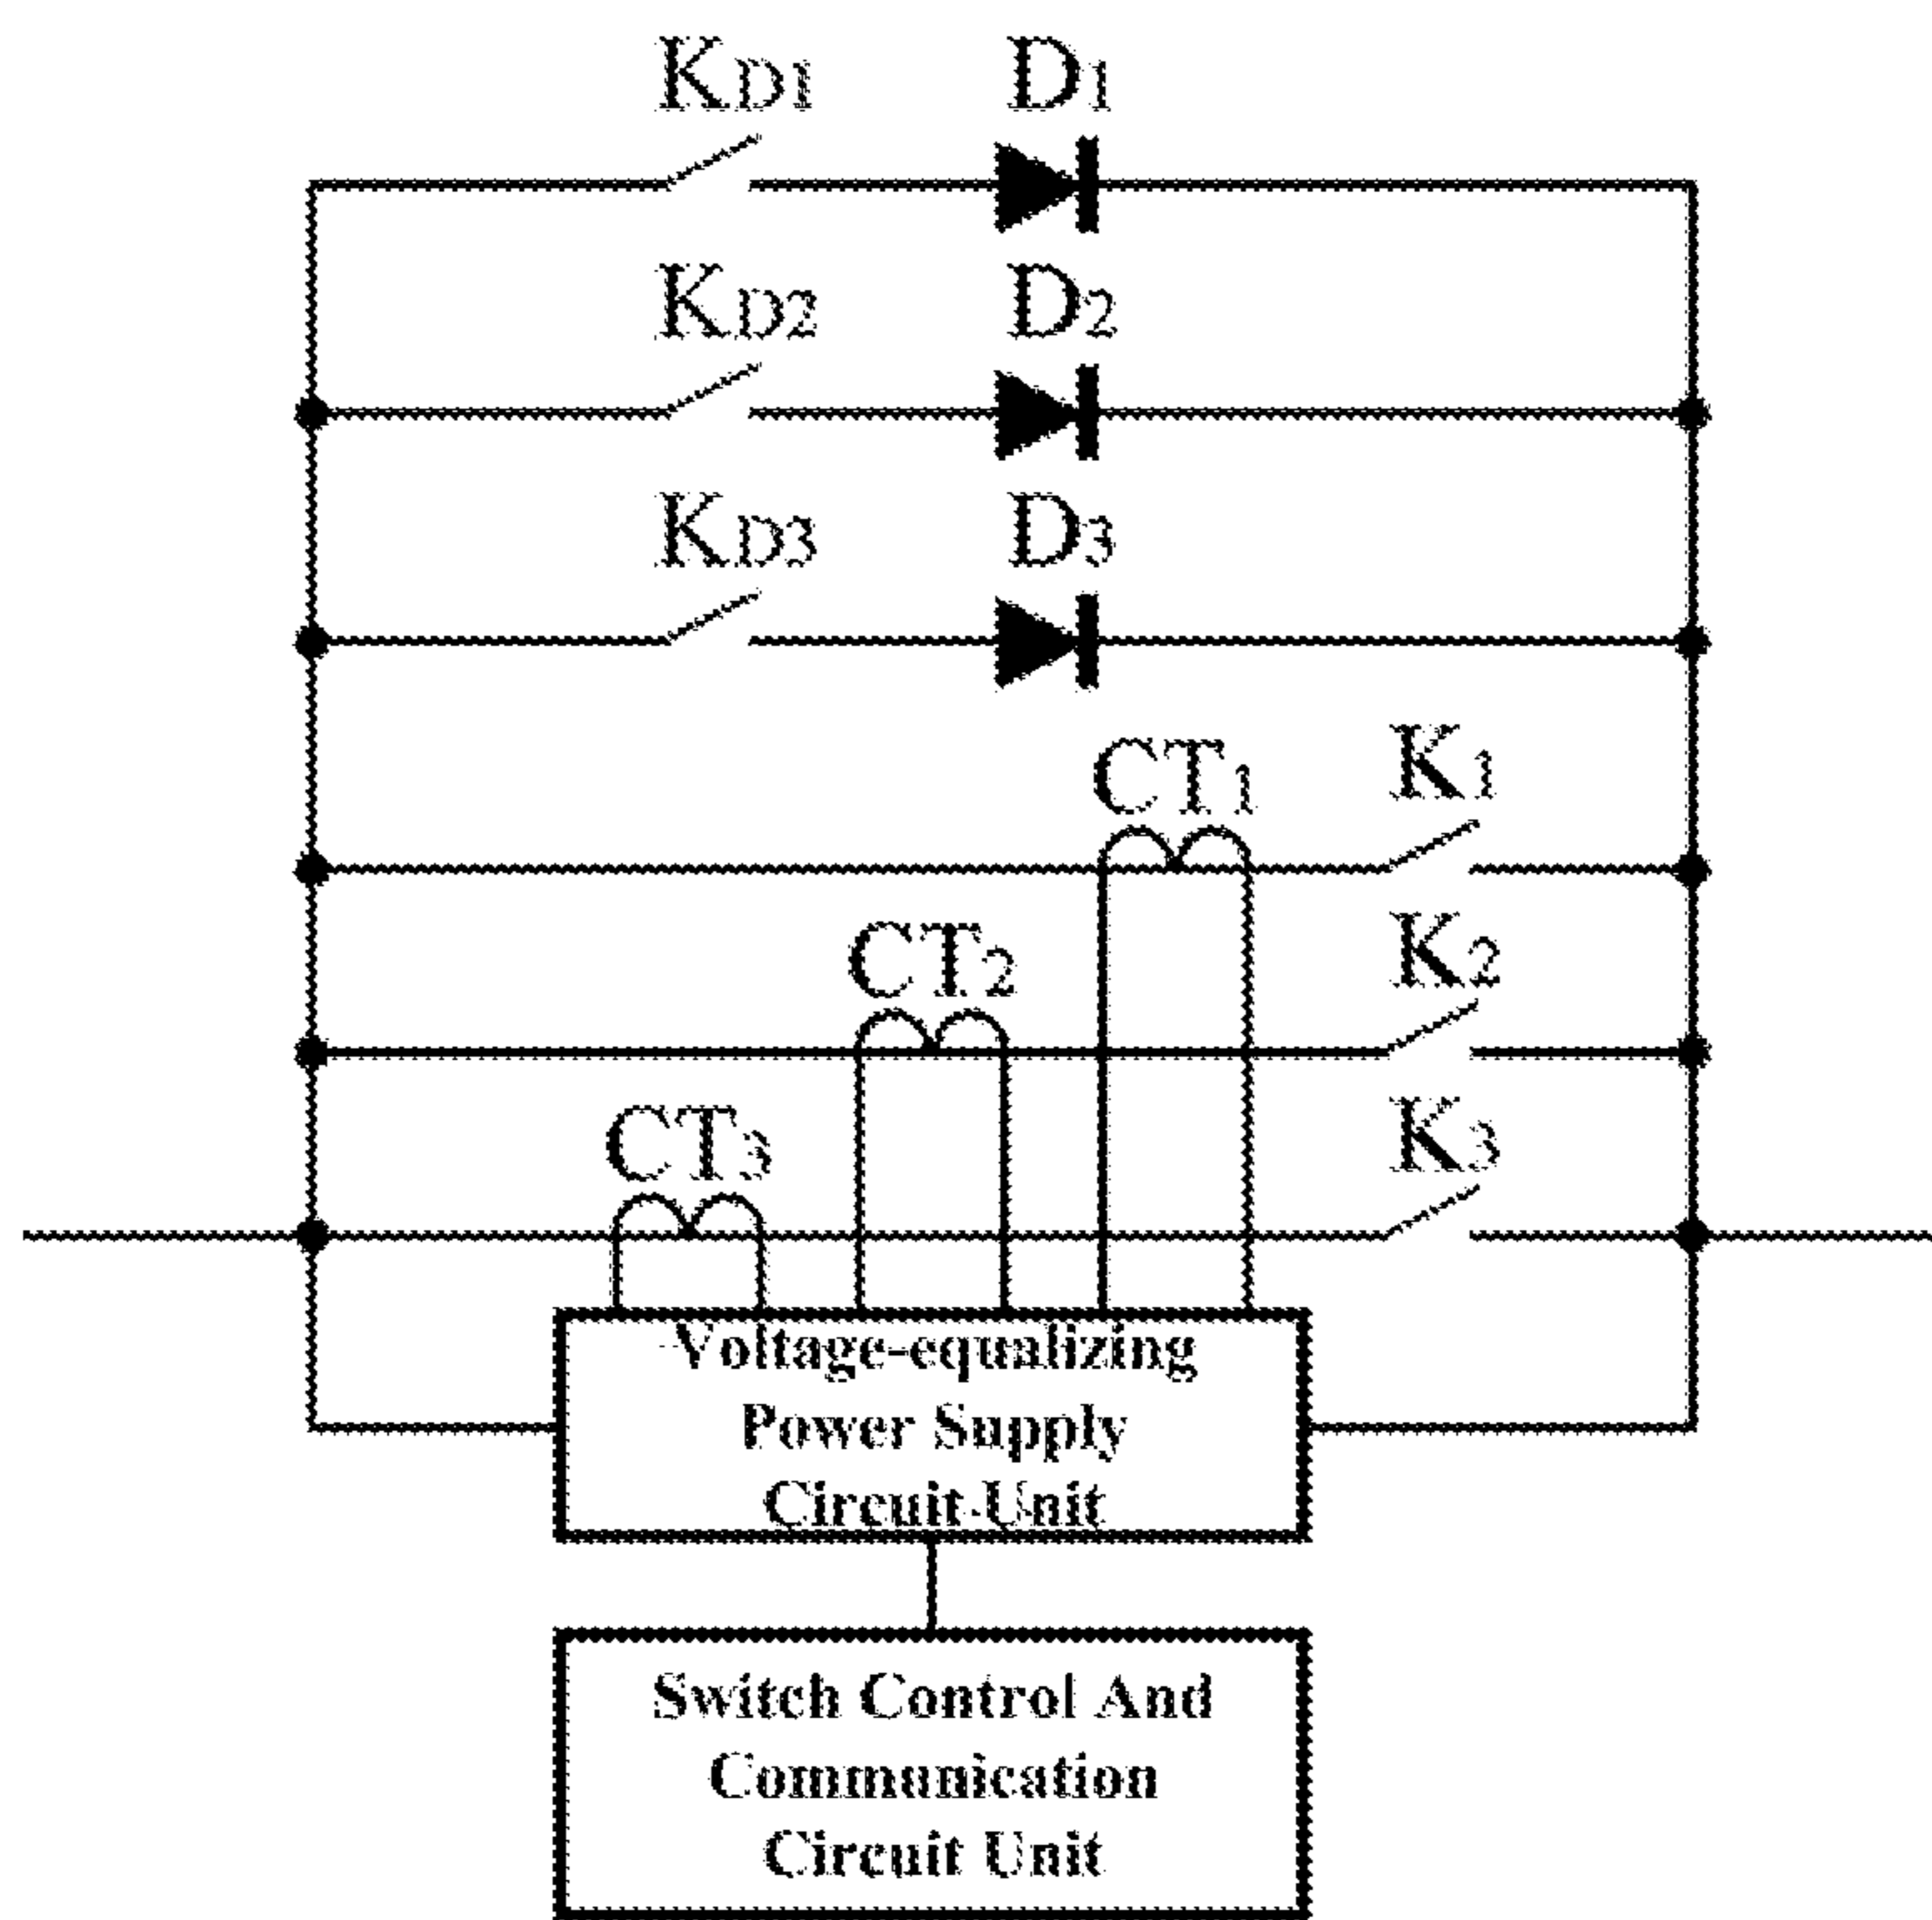 KD1 D1
KD2 D2
KD3 D3
CT1 K1
CT2 K2
CT3 K3
Voltage-equalizing
Power Supply
Circuit Unit
Switch Control And
Communication
Circuit Unit